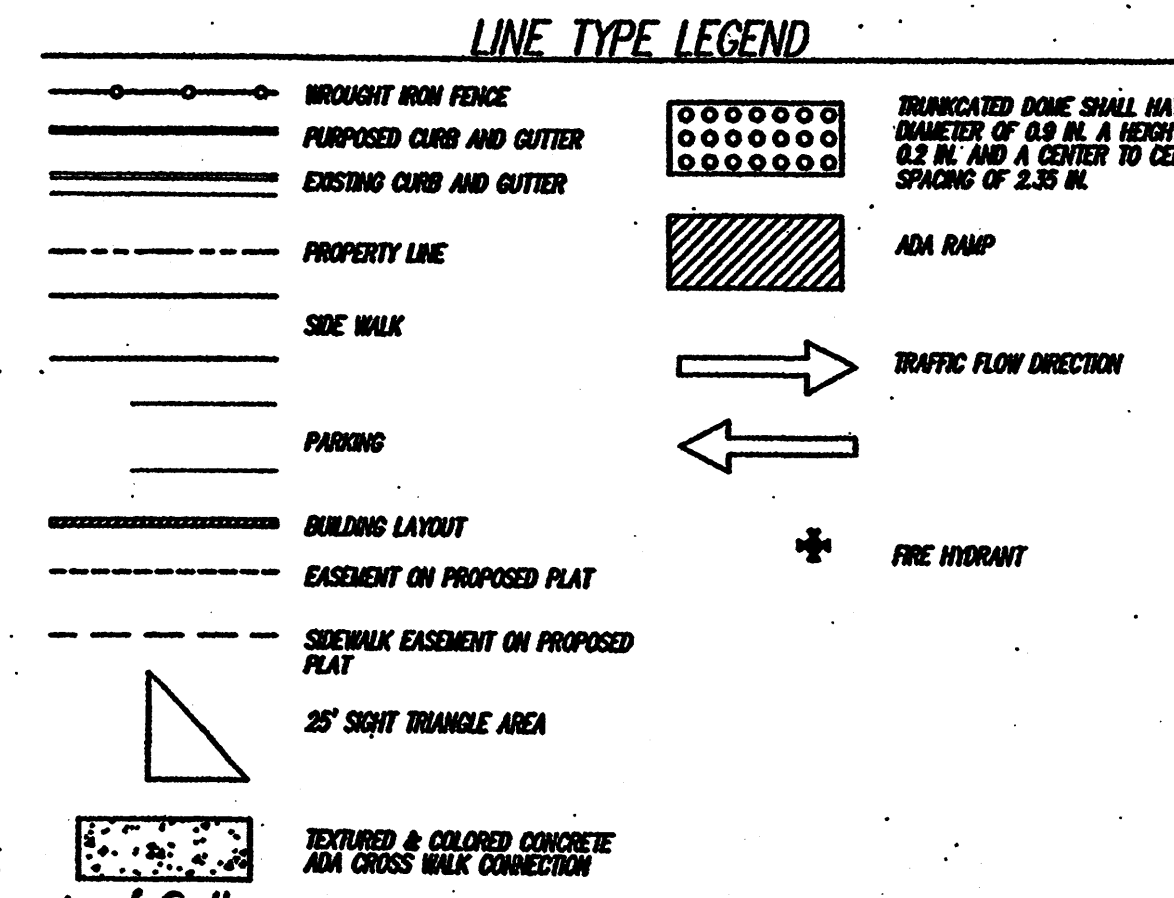 LINE TYPE LEGEND
WROUGHT IRON FENCE
PURPOSED CURB AND GUTTER
EXISTING CURB AND GUTTER
PROPERTY LINE
SIDE WALK
PARKING
BUILDING LAYOUT
EASEMENT ON PROPOSED PLAT
SIDEWALK EASEMENT ON PROPOSED
PLAT
25' SIGHT TRIANGLE AREA
TEXTURED & COLORED CONCRETE
ADA CROSS WALK CONNECTION
TRUNKCATED DOME SHALL HA
DIAMETER OF 0.9 IN. A HEIGH
0.2 IN. AND A CENTER TO CE
SPACING OF 2.35 IN.
ADA RAMP
TRAFFIC FLOW DIRECTION
FIRE HYDRANT